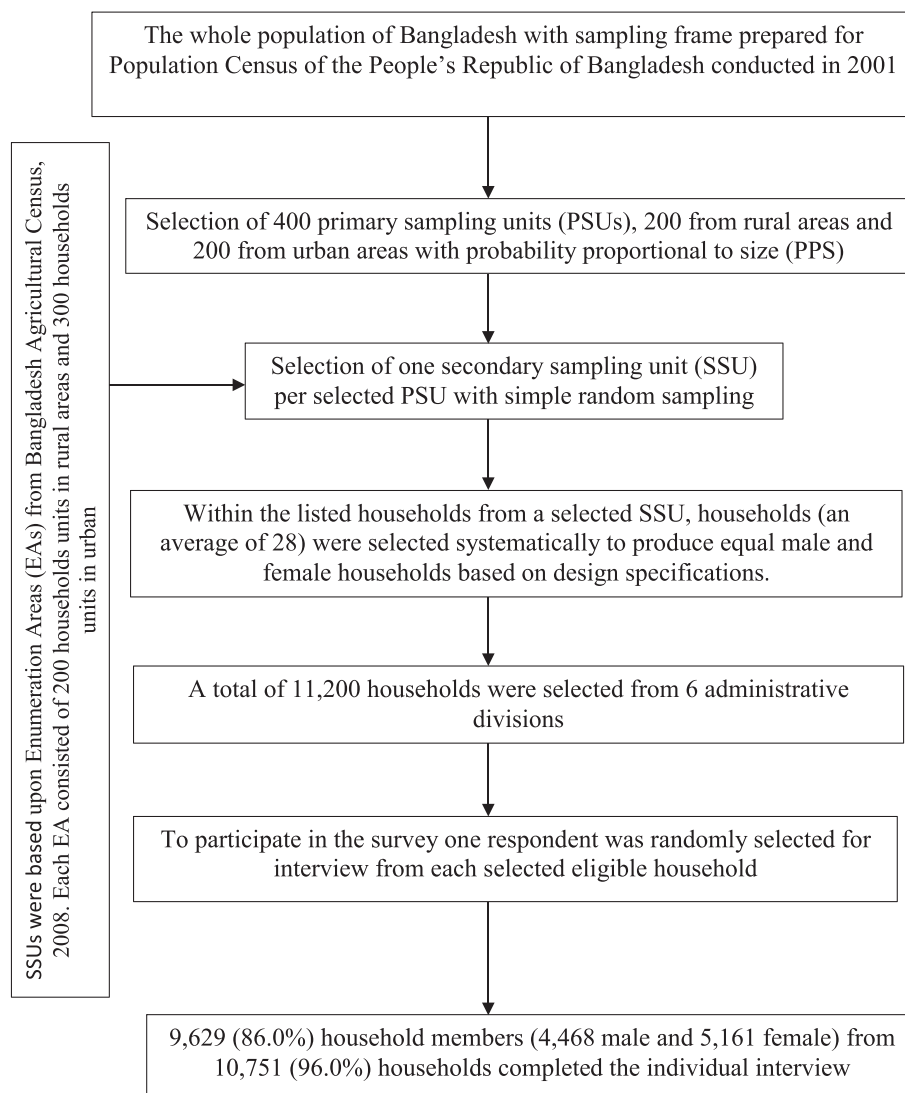 The whole population of Bangladesh with sampling frame prepared for
Population Census of the People's Republic of Bangladesh conducted in 2001
SSUs were based upon Enumeration Areas (EAs) from Bangladesh Agricultural Census,
2008. Each EA consisted of 200 households units in rural areas and 300 households
units in urban
Selection of 400 primary sampling units (PSUs), 200 from rural areas and
200 from urban areas with probability proportional to size (PPS)
Selection of one secondary sampling unit (SSU)
per selected PSU with simple random sampling
Within the listed households from a selected SSU, households (an
average of 28) were selected systematically to produce equal male and
female households based on design specifications.
A total of 11,200 households were selected from 6 administrative
divisions
To participate in the survey one respondent was randomly selected for
interview from each selected eligible household
9,629 (86.0%) household members (4,468 male and 5,161 female) from
10,751 (96.0%) households completed the individual interview